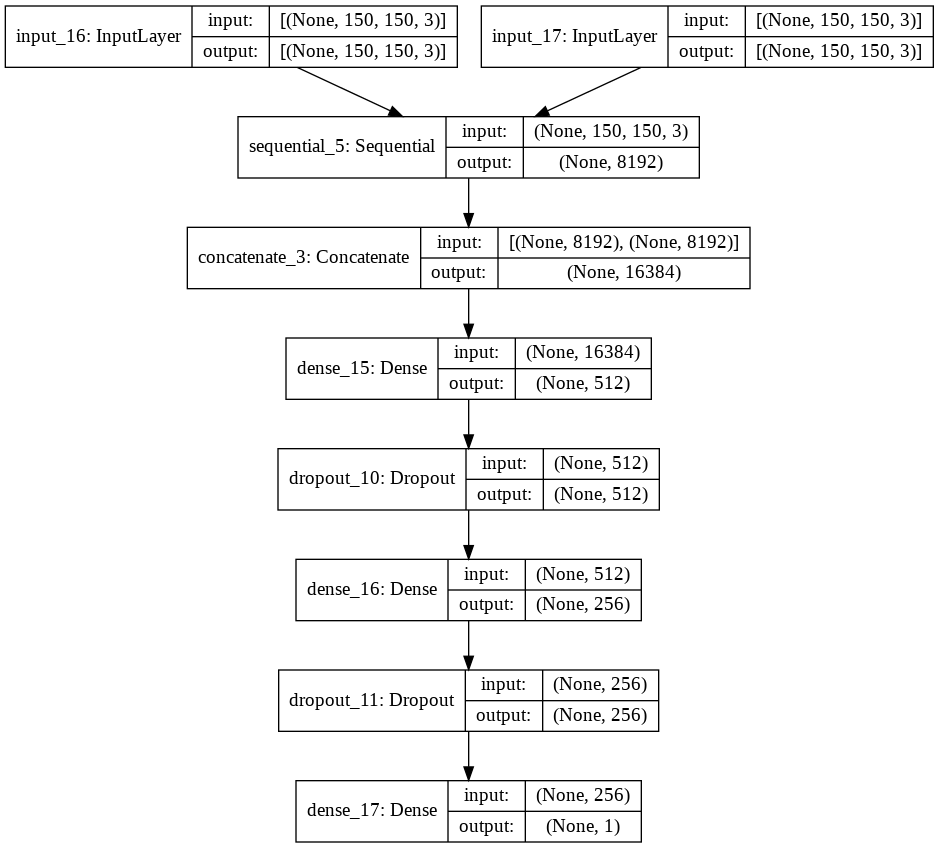 input_16: InputLayer
input: [(None, 150, 150, 3)]
output: [(None, 150, 150, 3)]
input_17: InputLayer
input: [(None, 150, 150, 3)]
output: [(None, 150, 150, 3)]
sequential_5: Sequential
input: (None, 150, 150, 3)
output: (None, 8192)
concatenate_3: Concatenate
input: [(None, 8192), (None, 8192)]
output: (None, 16384)
dense_15: Dense
input: (None, 16384)
output: (None, 512)
dropout_10: Dropout
input: (None, 512)
output: (None, 512)
dense_16: Dense
input: (None, 512)
output: (None, 256)
dropout_11: Dropout
input: (None, 256)
output: (None, 256)
dense_17: Dense
input: (None, 256)
output: (None, 1)